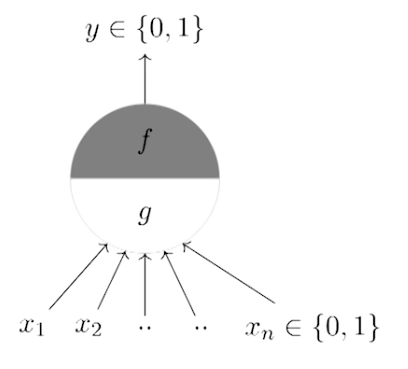 y ∈ {0, 1}
f
g
x₁ x₂ .. .. xₙ ∈ {0, 1}